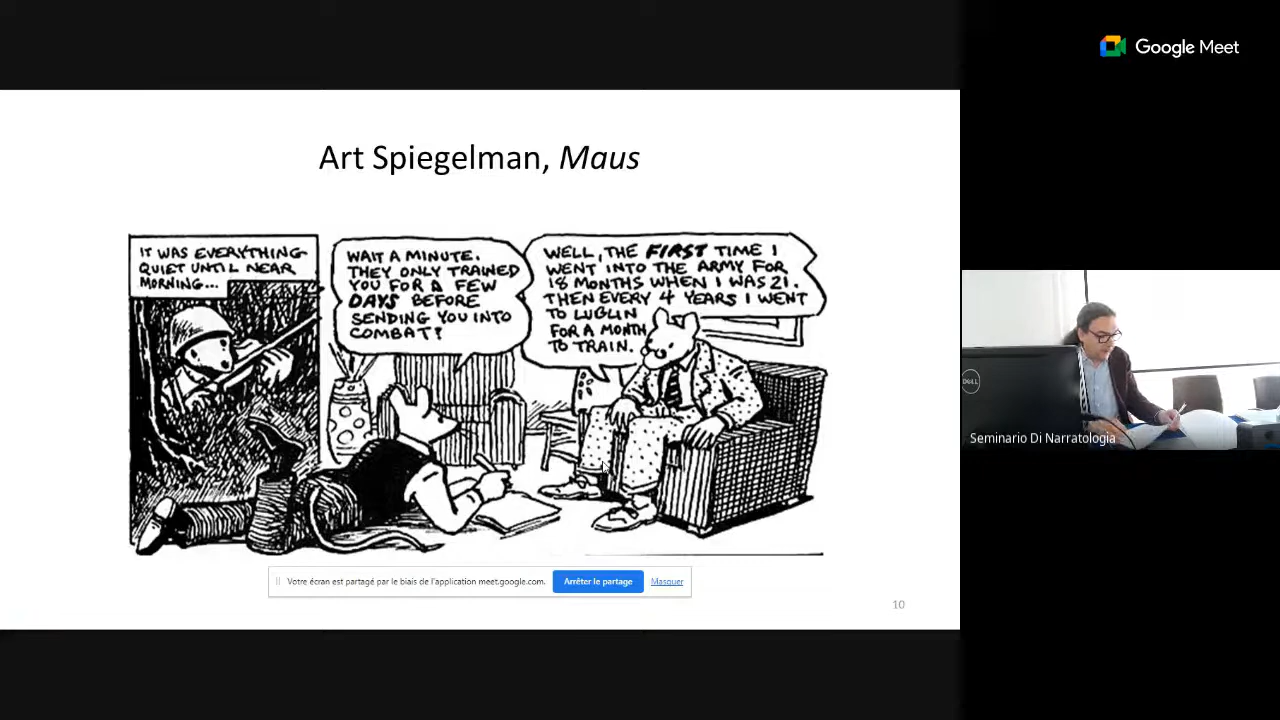 Google Meet
Art Spiegelman, Maus
IT WAS EVERYTHING
QUIET UNTIL NEAR
MORNING...
WAIT A MINUTE.
THEY ONLY TRAINED
YOU FOR A FEW
DAYS BEFORE
SENDING YOU INTO
COMBAT?
WELL, THE FIRST TIME I
WENT INTO THE ARMY FOR
18 MONTHS WHEN I WAS 21.
THEN EVERY 4 YEARS I WENT
TO LUBLIN
FOR A MONTH
TO TRAIN.
DELL
Seminario Di Narratologia
Votre écran est partagé par le biais de l'application meet.google.com.
Arrêter le partage
Masquer
10